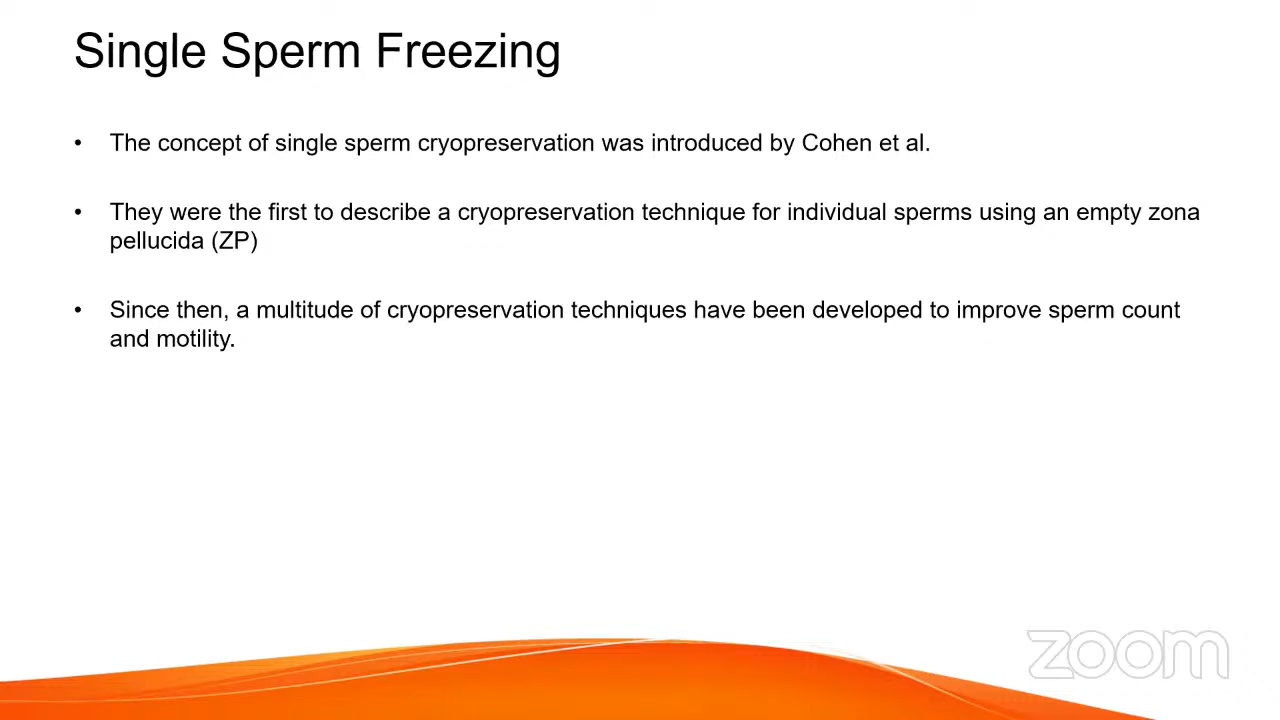 Single Sperm Freezing
• The concept of single sperm cryopreservation was introduced by Cohen et al.
• They were the first to describe a cryopreservation technique for individual sperms using an empty zona
pellucida (ZP)
• Since then, a multitude of cryopreservation techniques have been developed to improve sperm count
and motility.
zoom